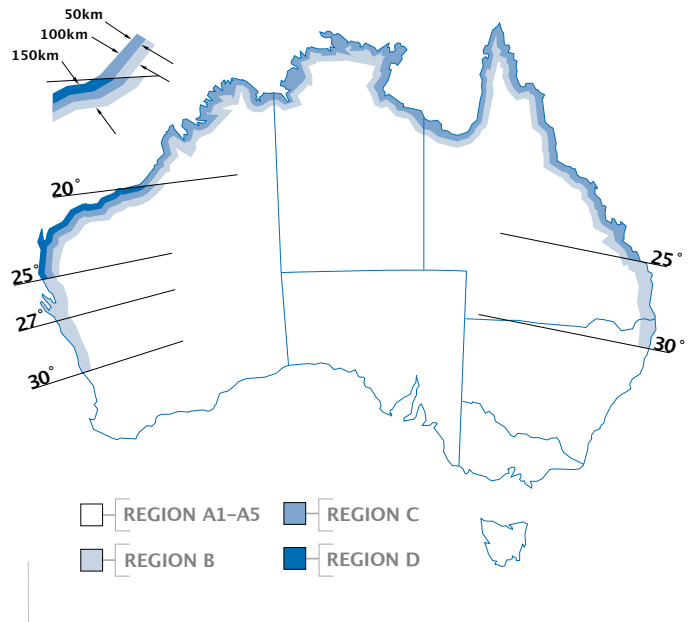 50km
100km
150km
20°
25°
27°
30°
25°
30°
REGION A1–A5
REGION C
REGION B
REGION D